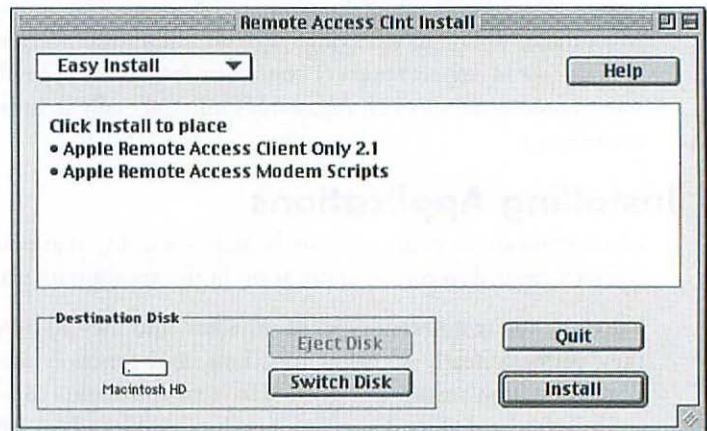 Remote Access Clnt Install
Easy Install
Help
Click Install to place
• Apple Remote Access Client Only 2.1
• Apple Remote Access Modem Scripts
Installing Applications
Destination Disk
Eject Disk
Quit
Macintosh HD
Switch Disk
Install